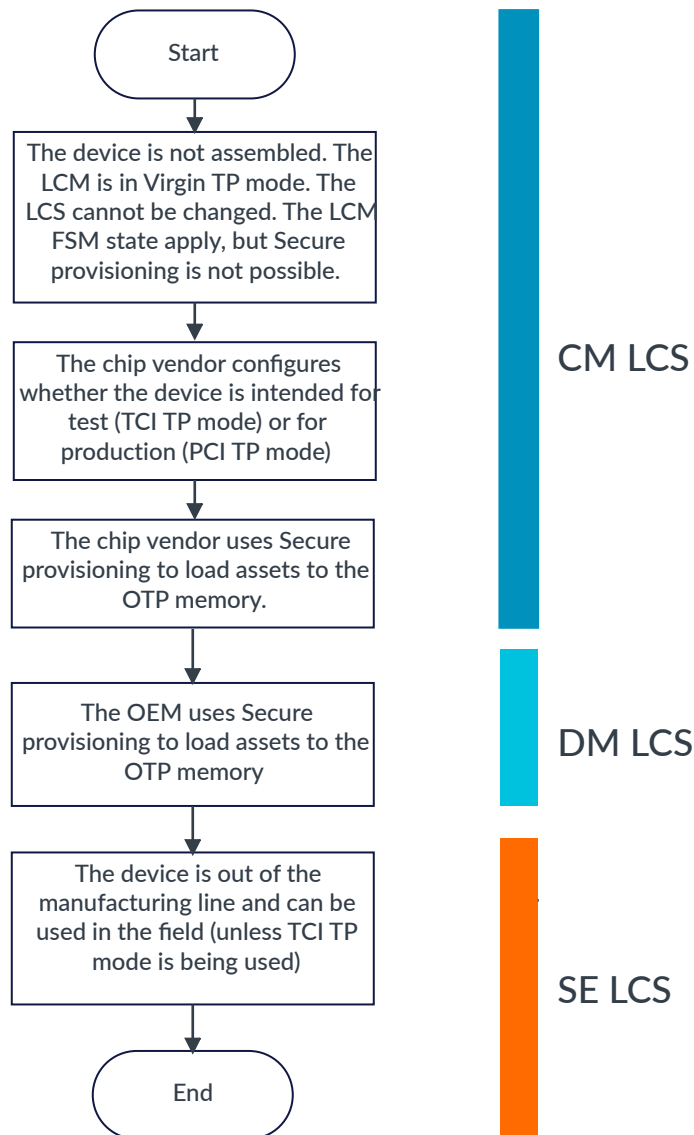 Start
The device is not assembled. The
LCM is in Virgin TP mode. The
LCS cannot be changed. The LCM
FSM state apply, but Secure
provisioning is not possible.
The chip vendor configures
whether the device is intended for
test (TCI TP mode) or for
production (PCI TP mode)
CM LCS
The chip vendor uses Secure
provisioning to load assets to the
OTP memory.
The OEM uses Secure
provisioning to load assets to the
OTP memory
DM LCS
The device is out of the
manufacturing line and can be
used in the field (unless TCI TP
mode is being used)
SE LCS
End